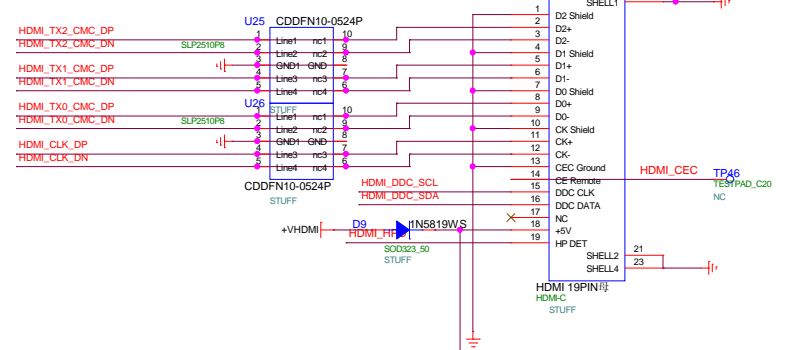 SHELL1
U25 CDDFN10-0524P
HDMI_TX2_CMC_DP
HDMI_TX2_CMC_DN
HDMI_TX1_CMC_DP
HDMI_TX1_CMC_DN
SLP2510P8
1 Line1 nc1 10
2 Line2 nc2 9
3 GND1 GND 8
4 Line3 nc3 7
5 Line4 nc4 6
STUFF
U26
HDMI_TX0_CMC_DP
HDMI_TX0_CMC_DN
HDMI_CLK_DP
HDMI_CLK_DN
SLP2510P8
1 Line1 nc1 10
2 Line2 nc2 9
3 GND1 GND 8
4 Line3 nc3 7
5 Line4 nc4 6
CDDFN10-0524P
STUFF
1 D2 Shield
2 D2+
3 D2-
4 D1 Shield
5 D1+
6 D1-
7 D0 Shield
8 D0+
9 D0-
10 CK Shield
11 CK+
12 CK-
13 CEC Ground
14 CE Remote
15 DDC CLK
16 DDC DATA
17 NC
18 +5V
19 HP DET
HDMI_CEC
TP46
TESTPAD_C20
NC
HDMI_DDC_SCL
HDMI_DDC_SDA
+VHDMI
D9 1N5819WS
SOD323_50
STUFF
SHELL2 21
SHELL4 23
HDMI 19PIN母
HDMI-C
STUFF